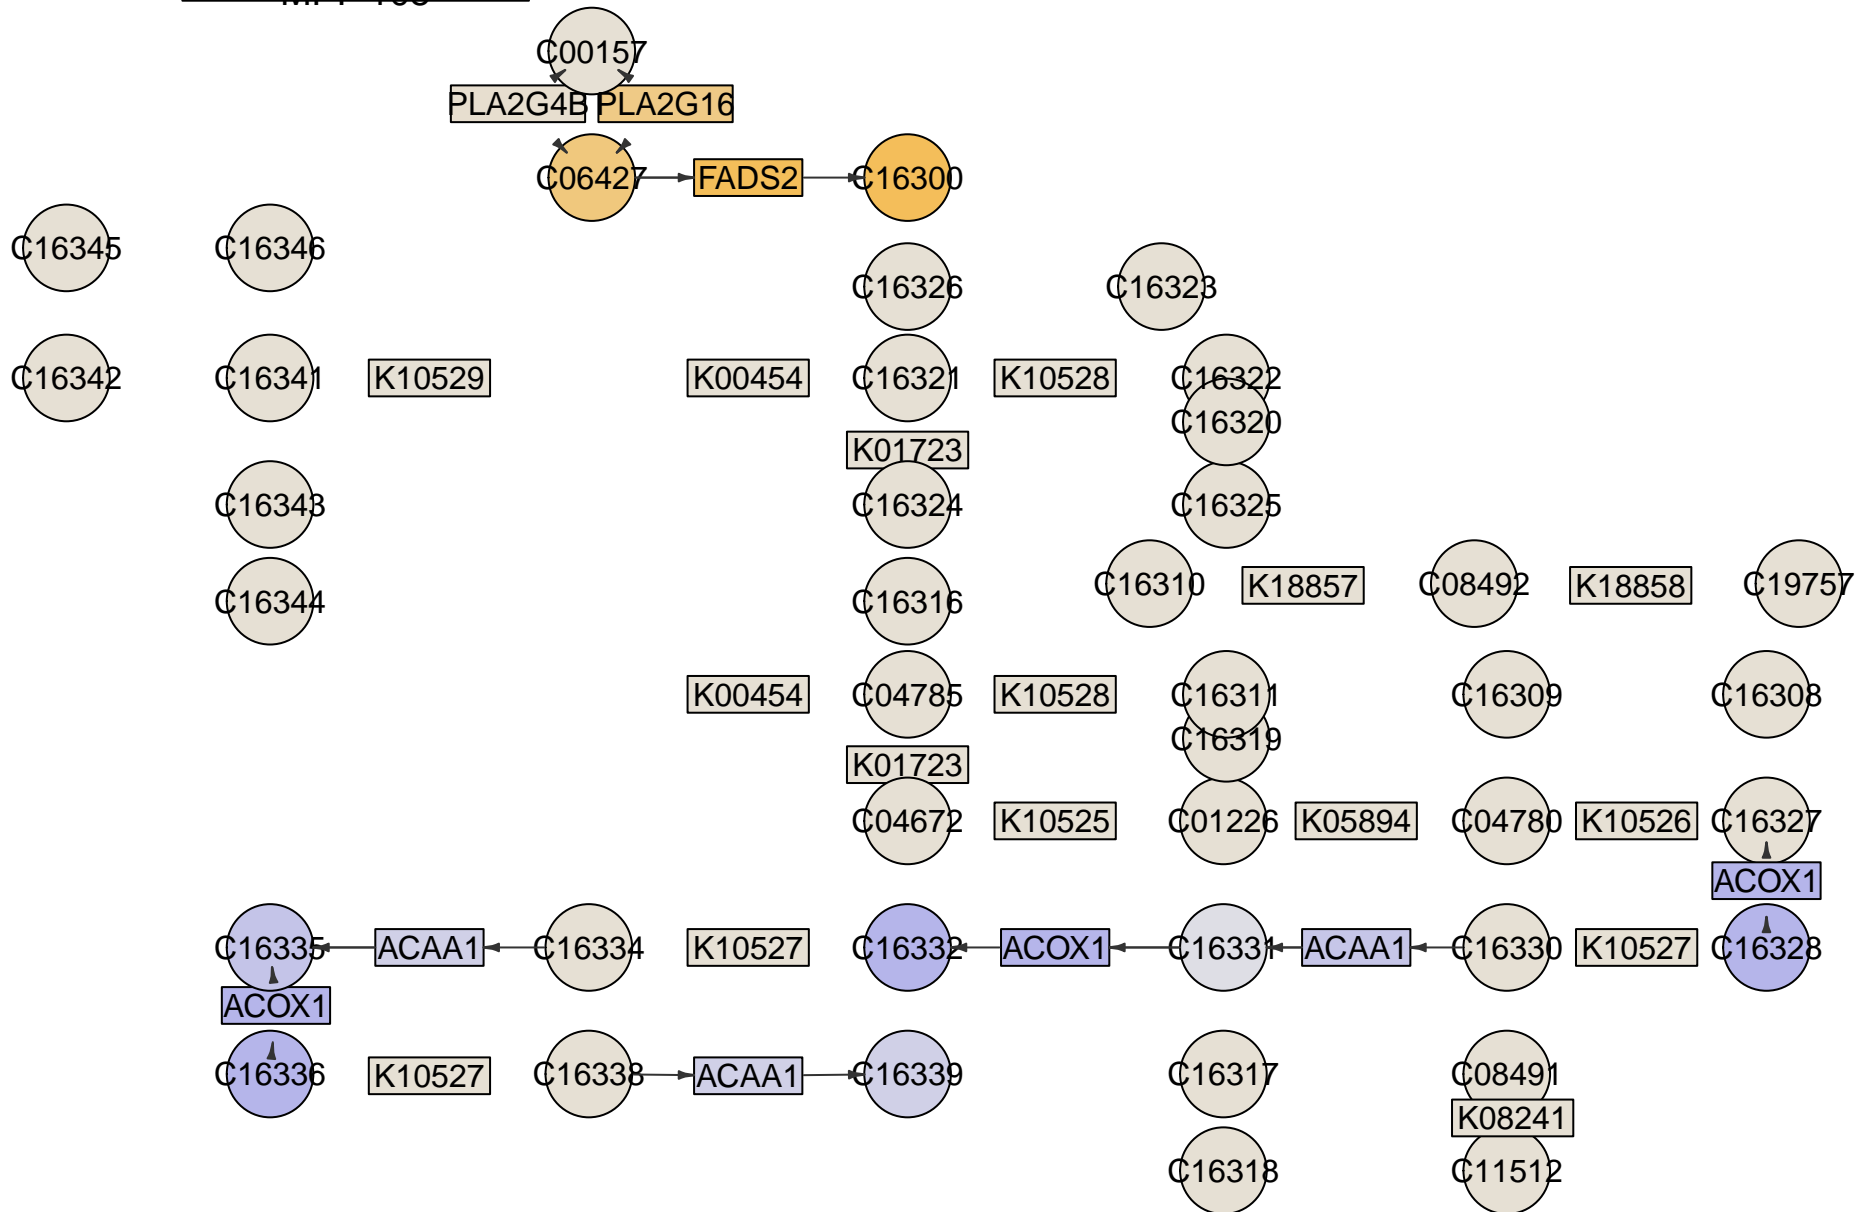 C00157
PLA2G4B PLA2G16
C06427 FADS2 C16300
C16345 C16346
C16326 C16323
C16342 C16341 K10529 K00454 C16321 K10528 C16322
C16320
K01723
C16343 C16324 C16325
C16310 K18857 C08492 K18858 C19757
C16344 C16316
K00454 C04785 K10528 C16311 C16309 C16308
C16319
K01723
C04672 K10525 C01226 K05894 C04780 K10526 C16327
ACOX1
C16335 ACAA1 C16334 K10527 C16332 ACOX1 C16331 ACAA1 C16330 K10527 C16328
ACOX1
C16336 K10527 C16338 ACAA1 C16339 C16317 C08491
K08241
C16318 C11512